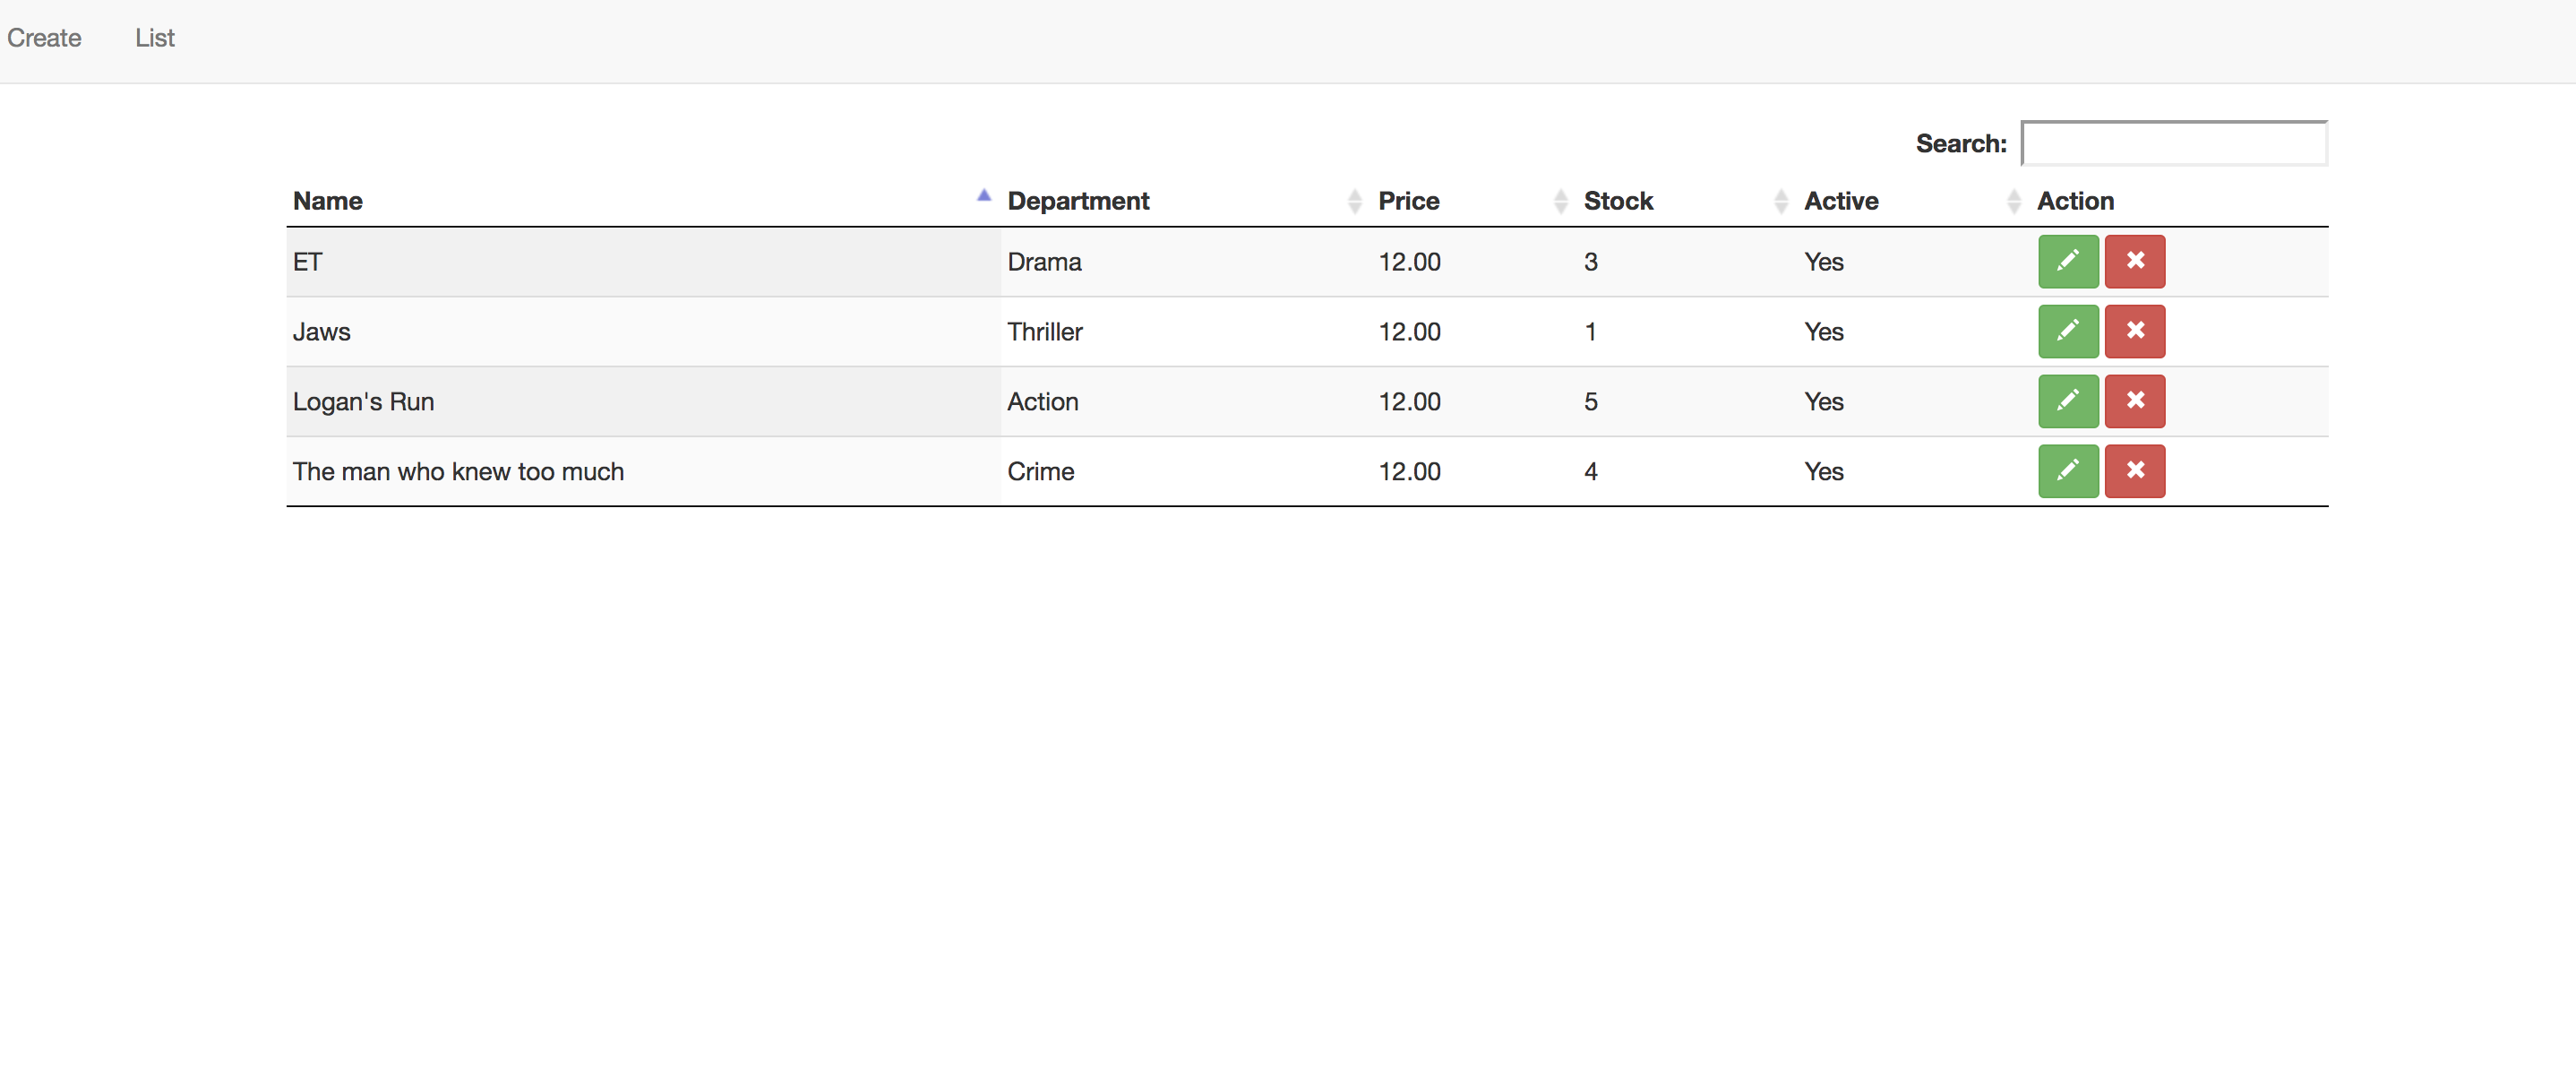 Create List
Search:
Name Department Price Stock Active Action
ET Drama 12.00 3 Yes
Jaws Thriller 12.00 1 Yes
Logan's Run Action 12.00 5 Yes
The man who knew too much Crime 12.00 4 Yes